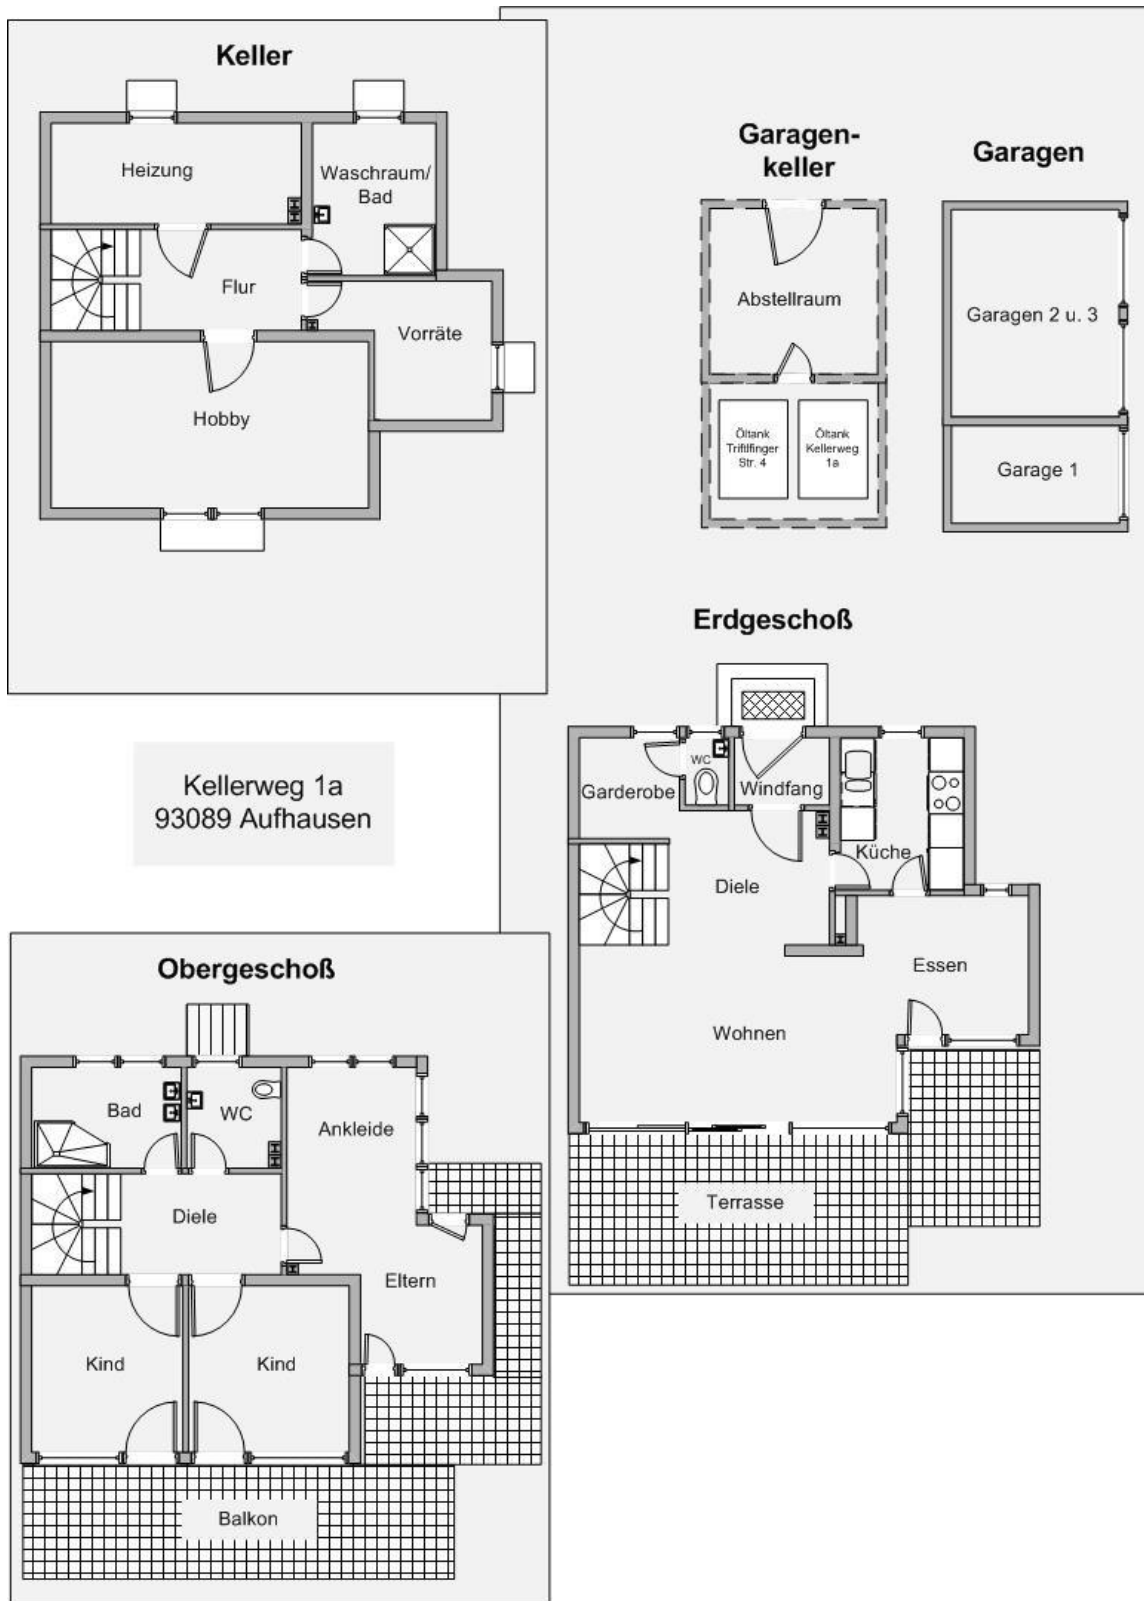 Keller
Heizung
Waschraum/
Bad
Flur
Vorräte
Hobby
Garagen-
keller
Abstellraum
Öltank
Triftlfinger
Str. 4
Öltank
Kellerweg
1a
Garagen
Garagen 2 u. 3
Garage 1
Kellerweg 1a
93089 Aufhausen
Erdgeschoß
WC
Garderobe
Windfang
Küche
Diele
Essen
Wohnen
Terrasse
Obergeschoß
Bad
WC
Ankleide
Diele
Eltern
Kind
Kind
Balkon